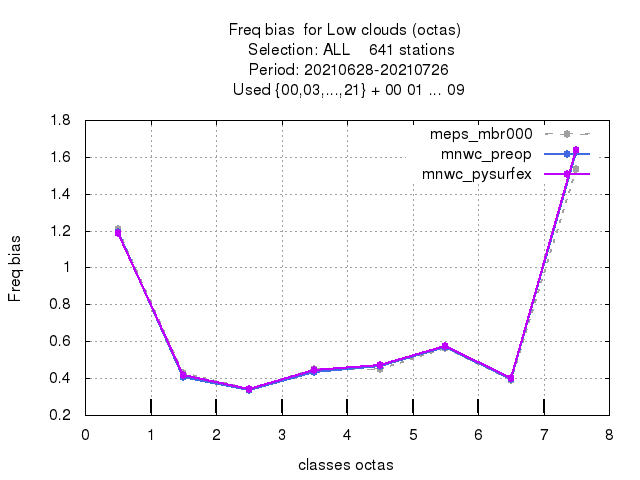 Freq bias  for Low clouds (octas)
Selection: ALL    641 stations
Period: 20210628-20210726
Used {00,03,...,21} + 00 01 ... 09
meps_mbr000
mnwc_preop
mnwc_pysurfex
Freq bias
1.8
1.6
1.4
1.2
1
0.8
0.6
0.4
0.2
0 1 2 3 4 5 6 7 8
classes octas